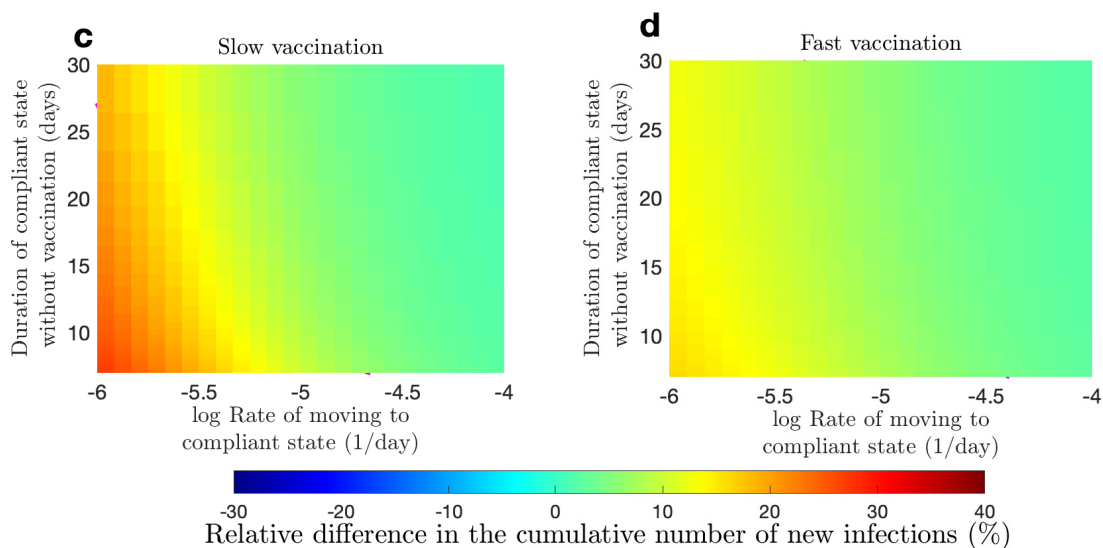 c
Slow vaccination
Duration of compliant state
without vaccination (days)
30
25
20
15
10
-6
-5.5
-5
-4.5
-4
log Rate of moving to
compliant state (1/day)
d
Fast vaccination
Duration of compliant state
without vaccination (days)
30
25
20
15
10
-6
-5.5
-5
-4.5
-4
log Rate of moving to
compliant state (1/day)
-30
-20
-10
0
10
20
30
40
Relative difference in the cumulative number of new infections (%)